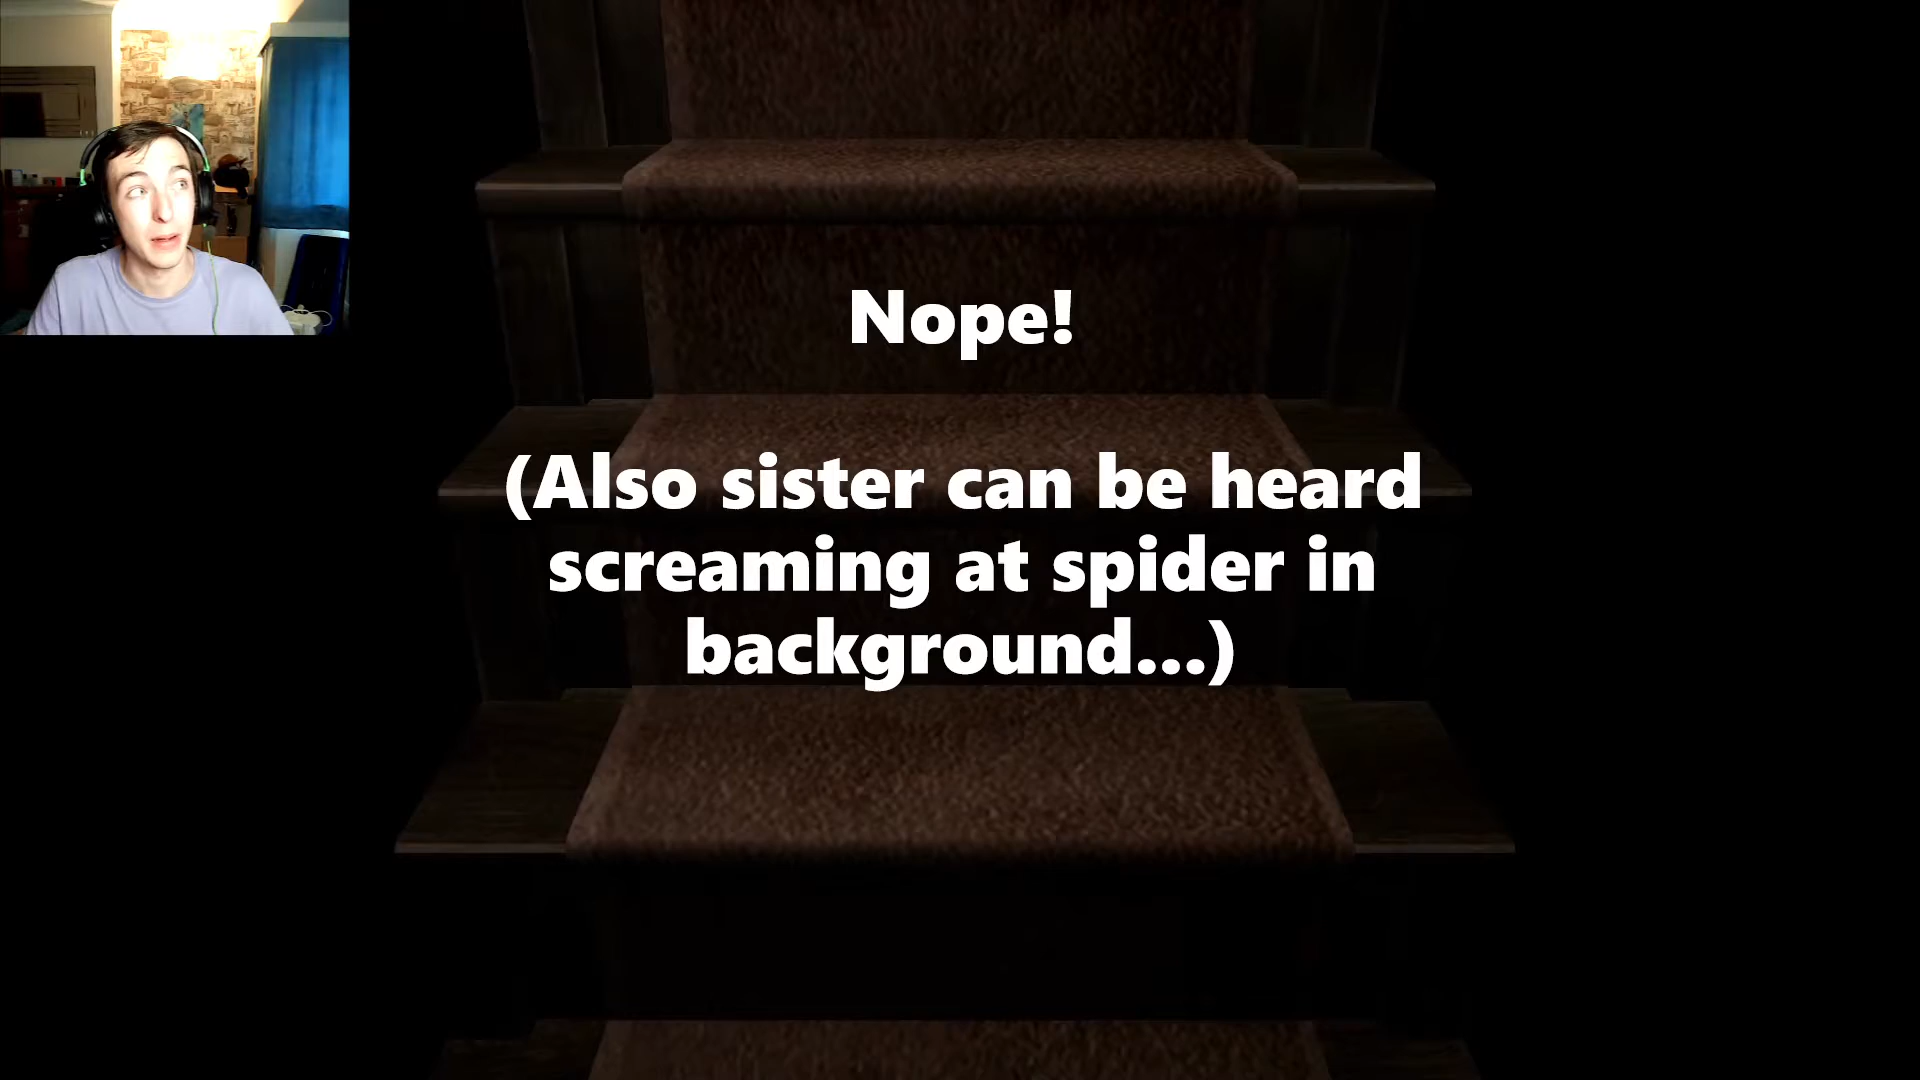 Nope!
(Also sister can be heard
screaming at spider in
background...)